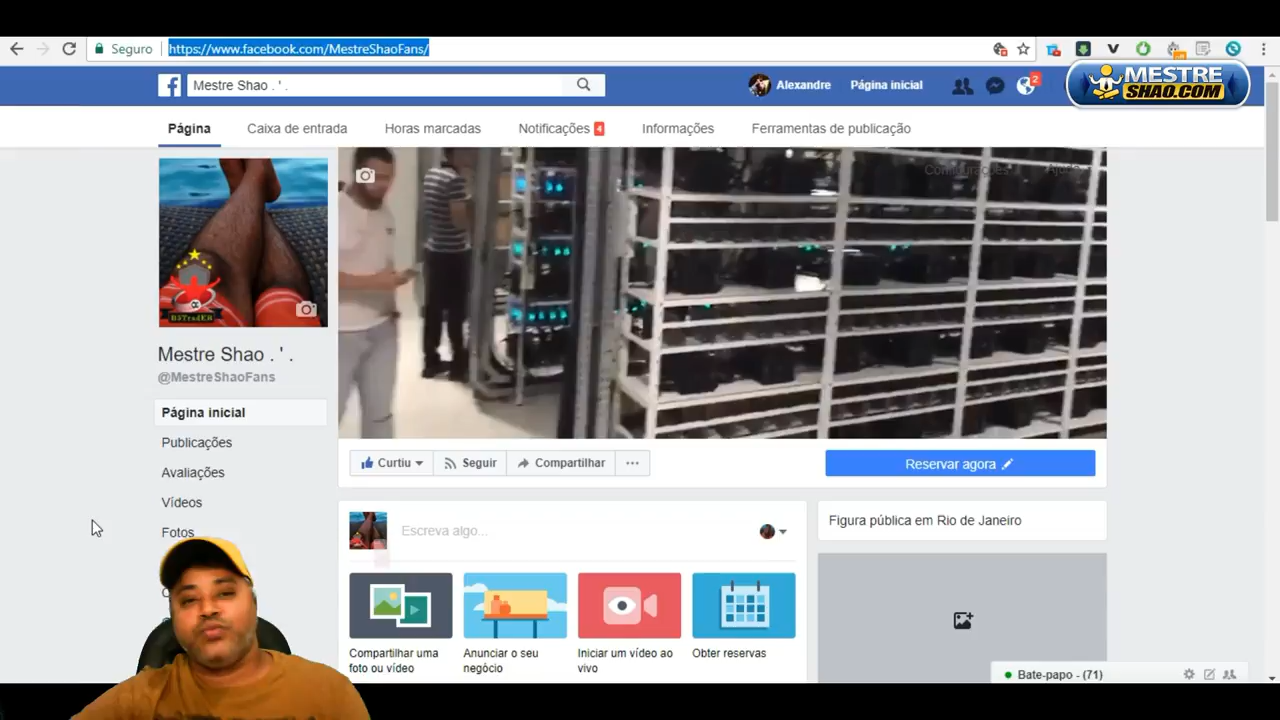 Seguro
https://www.facebook.com/MestreShaoFans/
MESTRE
SHAO.COM
Mestre Shao . ' .
Alexandre
Página inicial
2
Página
Caixa de entrada
Horas marcadas
Notificações 4
Informações
Ferramentas de publicação
Configurações
Ajuda
Mestre Shao . ' .
@MestreShaoFans
Página inicial
Publicações
Avaliações
Vídeos
Fotos
Curtiu
Seguir
Compartilhar
Reservar agora
Escreva algo...
Figura pública em Rio de Janeiro
Compartilhar uma
foto ou vídeo
Anunciar o seu
negócio
Iniciar um vídeo ao
vivo
Obter reservas
Bate-papo - (71)